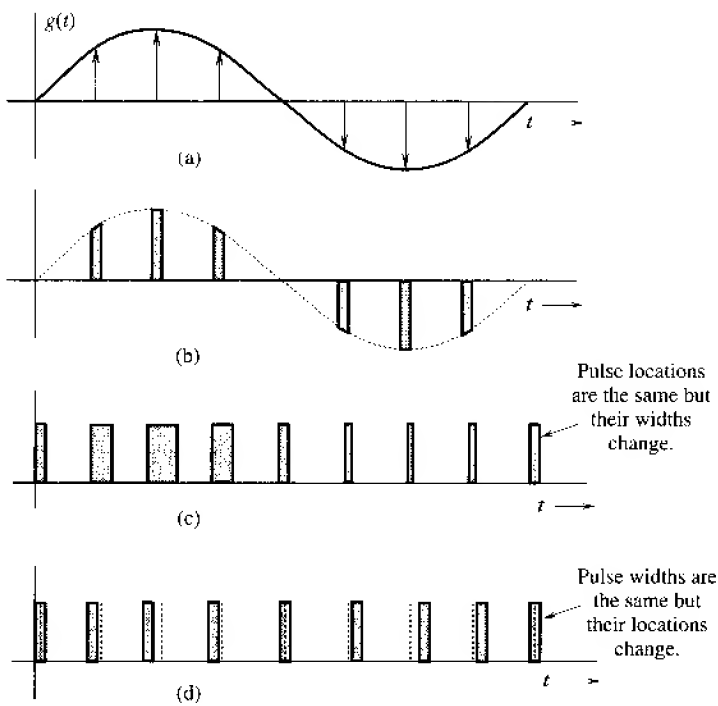 g(t)
t
(a)
t
(b)
Pulse locations
are the same but
their widths
change.
t
(c)
Pulse widths are
the same but
their locations
change.
t
(d)